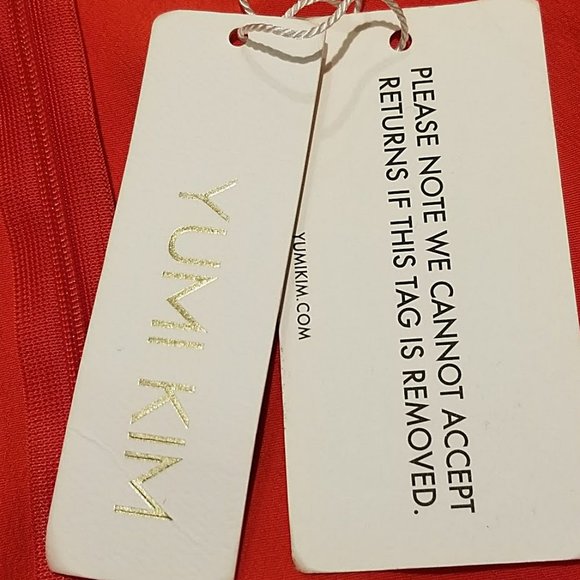 YUMI KIM
YUMIKIM.COM
PLEASE NOTE WE CANNOT ACCEPT
RETURNS IF THIS TAG IS REMOVED.